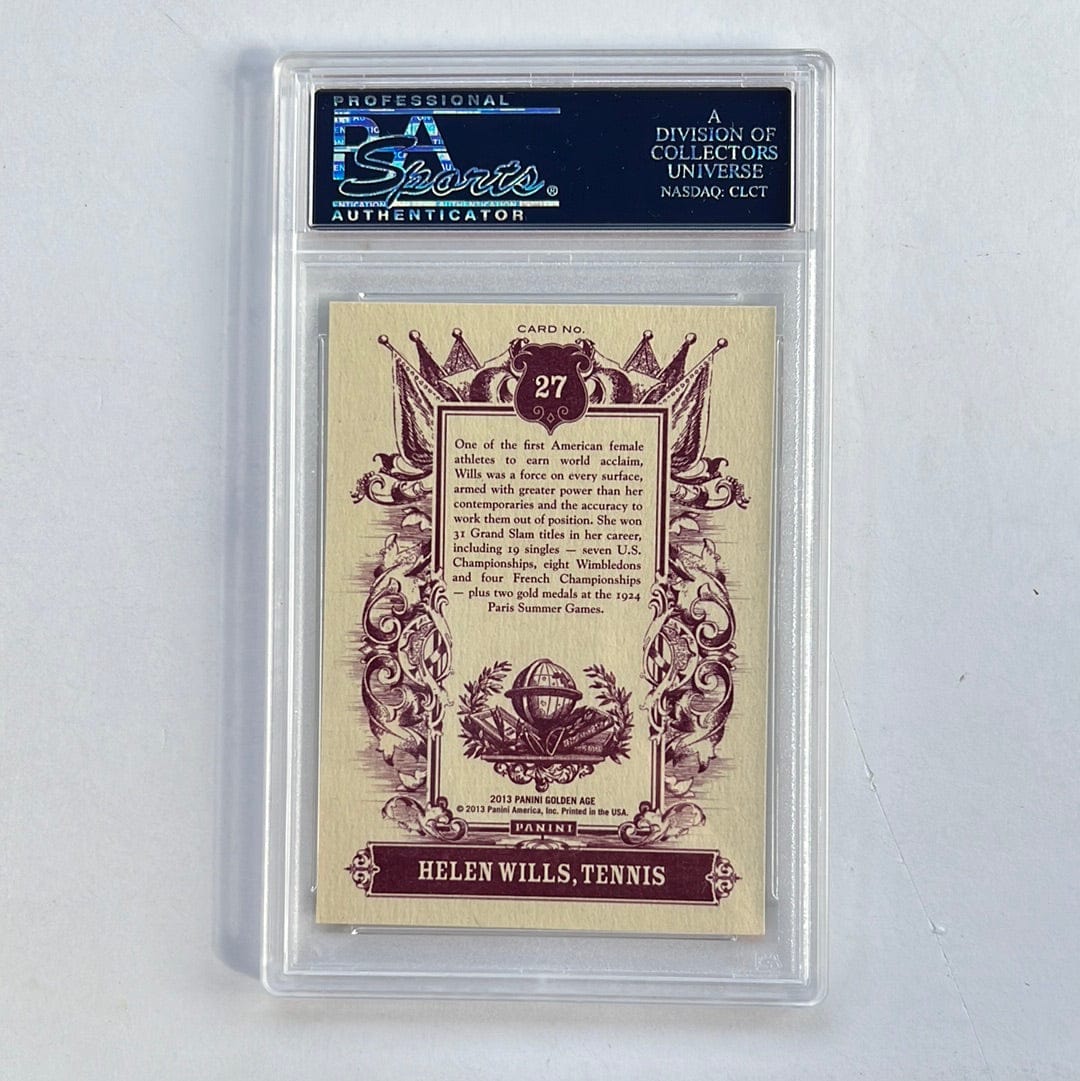 PROFESSIONAL
PSA
Sports®
AUTHENTICATOR
A
DIVISION OF
COLLECTORS
UNIVERSE
NASDAQ: CLCT
CARD No.
27
One of the first American female
athletes to earn world acclaim,
Wills was a force on every surface,
armed with greater power than her
contemporaries and the accuracy to
work them out of position. She won
31 Grand Slam titles in her career,
including 19 singles — seven U.S.
Championships, eight Wimbledons
and four French Championships
— plus two gold medals at the 1924
Paris Summer Games.
2013 PANINI GOLDEN AGE
© 2013 Panini America, Inc. Printed in the USA.
PANINI
HELEN WILLS, TENNIS